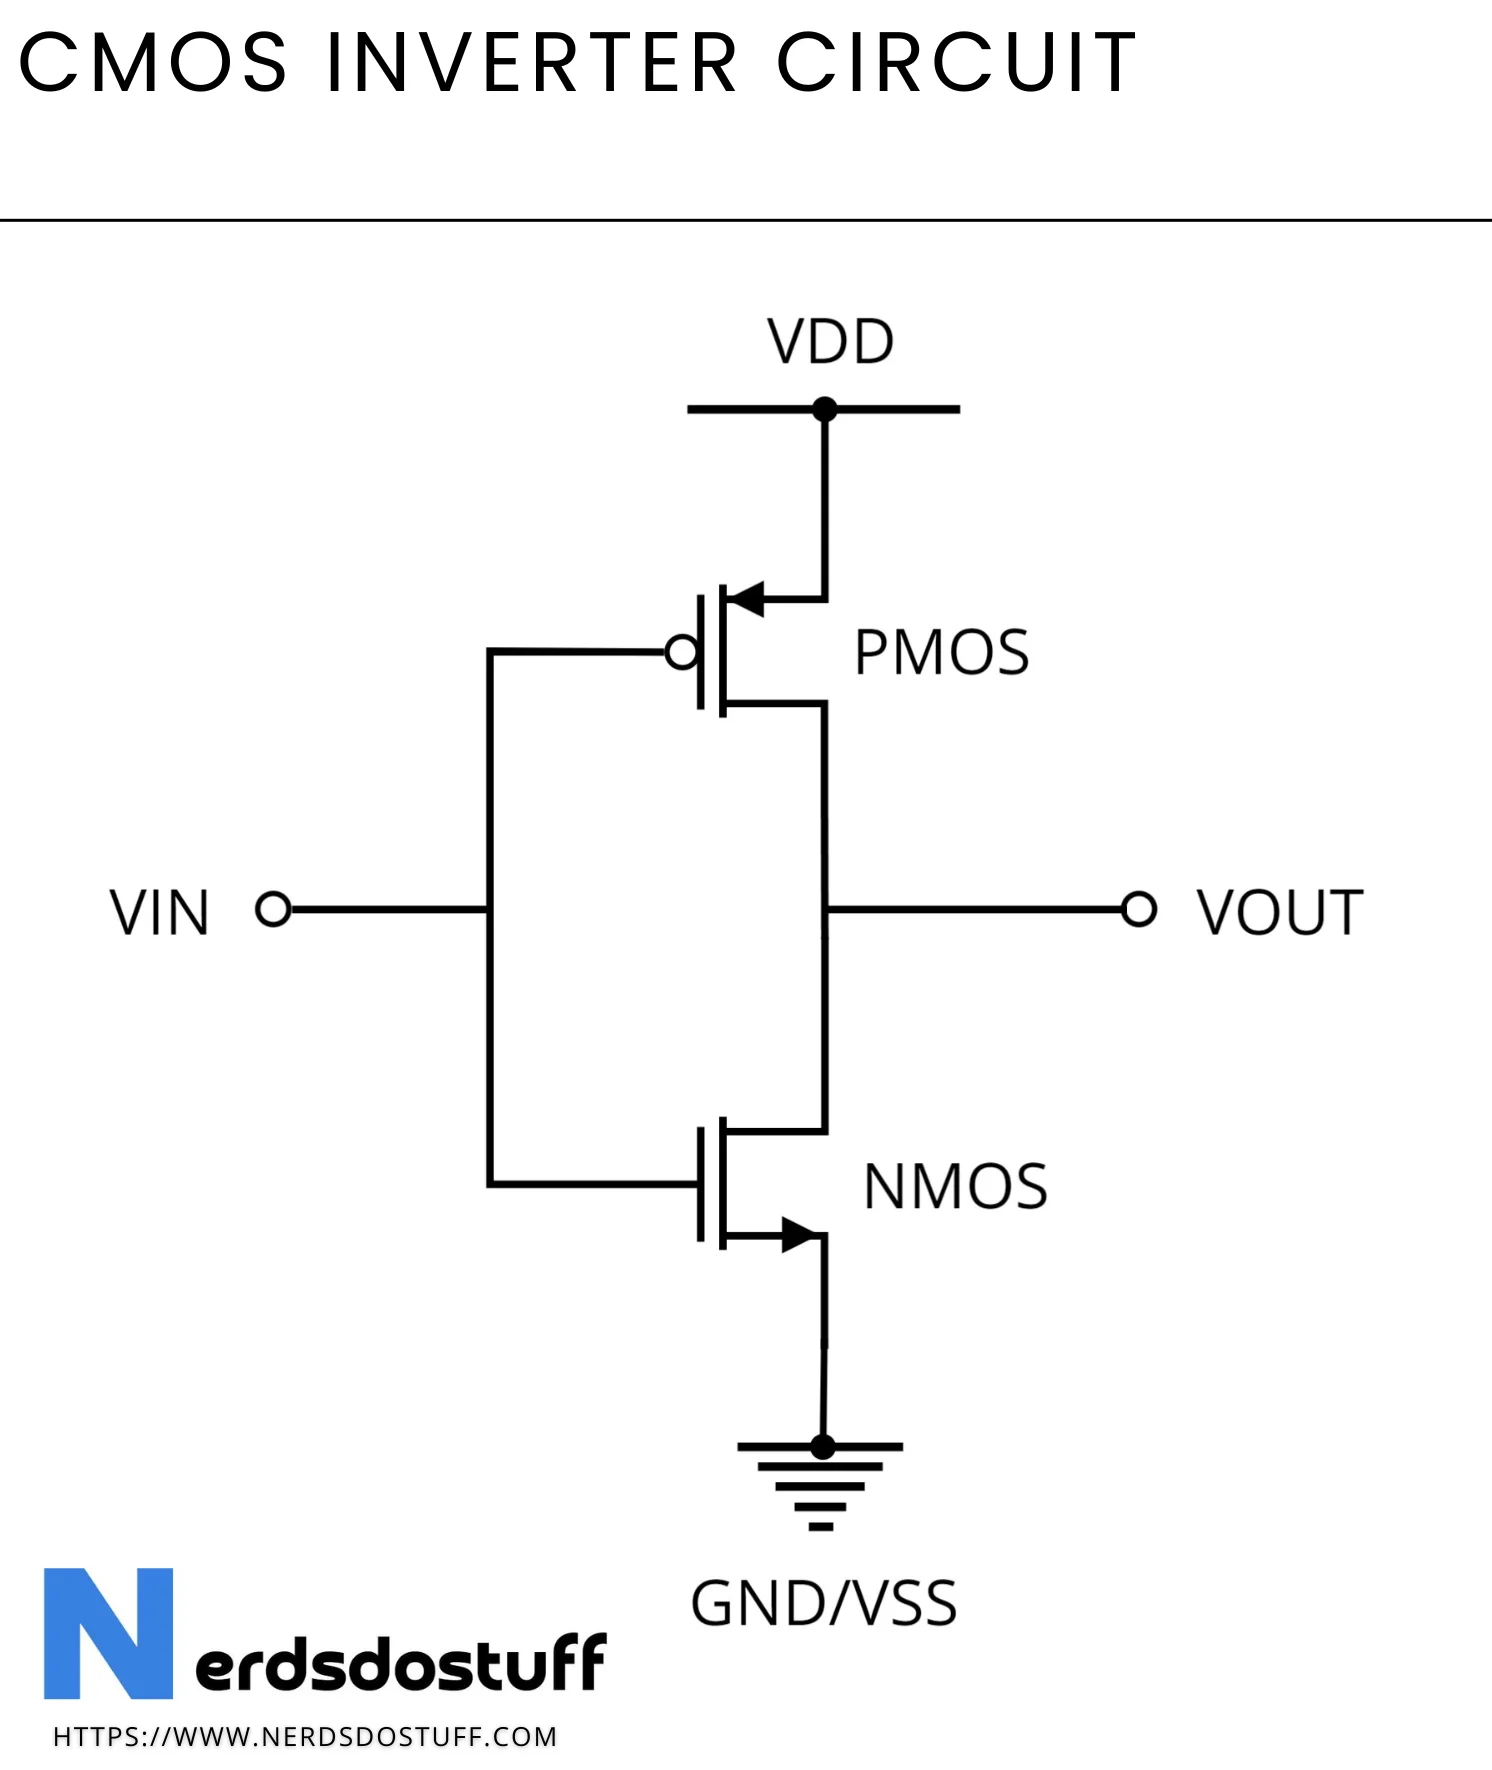 CMOS INVERTER CIRCUIT
VDD
PMOS
VIN
VOUT
NMOS
GND/VSS
Nerdsdostuff
HTTPS://WWW.NERDSDOSTUFF.COM